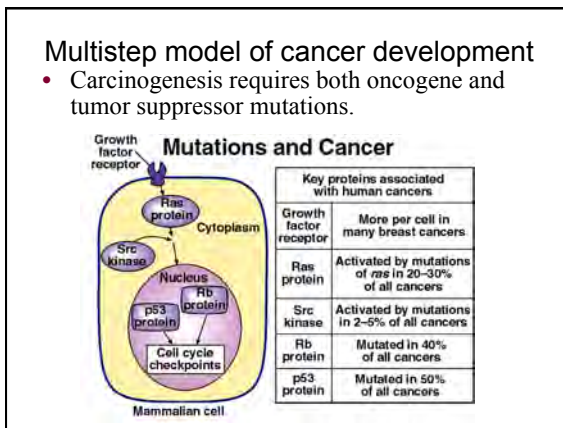 Multistep model of cancer development
• Carcinogenesis requires both oncogene and
tumor suppressor mutations.
Mutations and Cancer
Growth
factor
receptor
Ras
protein
Cytoplasm
Src
kinase
Nucleus
Rb
protein
p53
protein
Cell cycle
checkpoints
Mammalian cell
Key proteins associated
with human cancers
Growth
factor
receptor
More per cell in
many breast cancers
Ras
protein
Activated by mutations
of ras in 20–30%
of all cancers
Src
kinase
Activated by mutations
in 2–5% of all cancers
Rb
protein
Mutated in 40%
of all cancers
p53
protein
Mutated in 50%
of all cancers